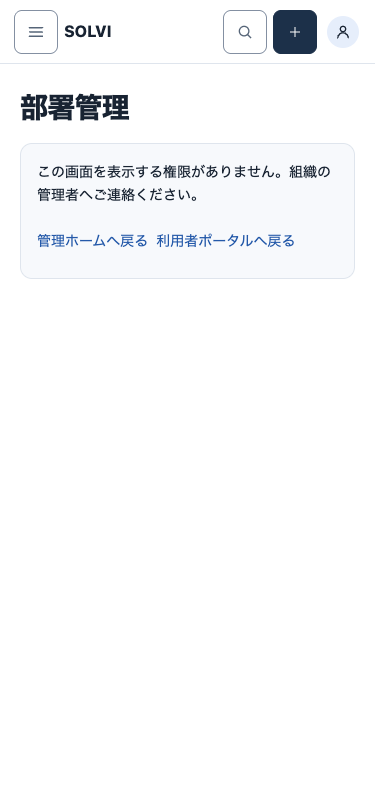 SOLVI
部署管理
この画面を表示する権限がありません。組織の
管理者へご連絡ください。
管理ホームへ戻る 利用者ポータルへ戻る